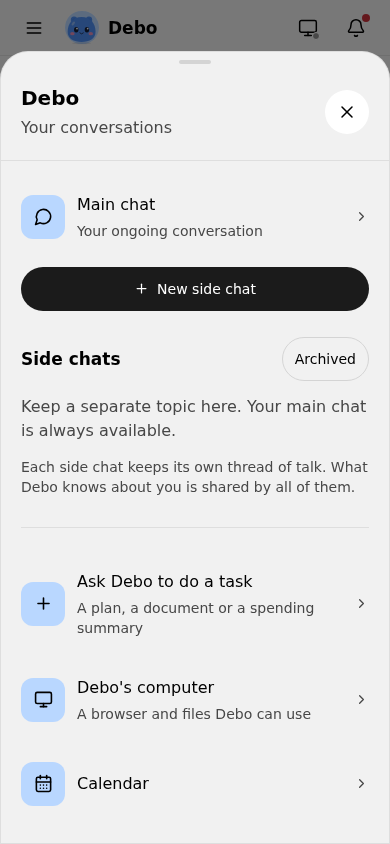 Debo
Debo
Your conversations
Main chat
Your ongoing conversation
+ New side chat
Side chats
Archived
Keep a separate topic here. Your main chat
is always available.
Each side chat keeps its own thread of talk. What
Debo knows about you is shared by all of them.
Ask Debo to do a task
A plan, a document or a spending
summary
Debo's computer
A browser and files Debo can use
Calendar